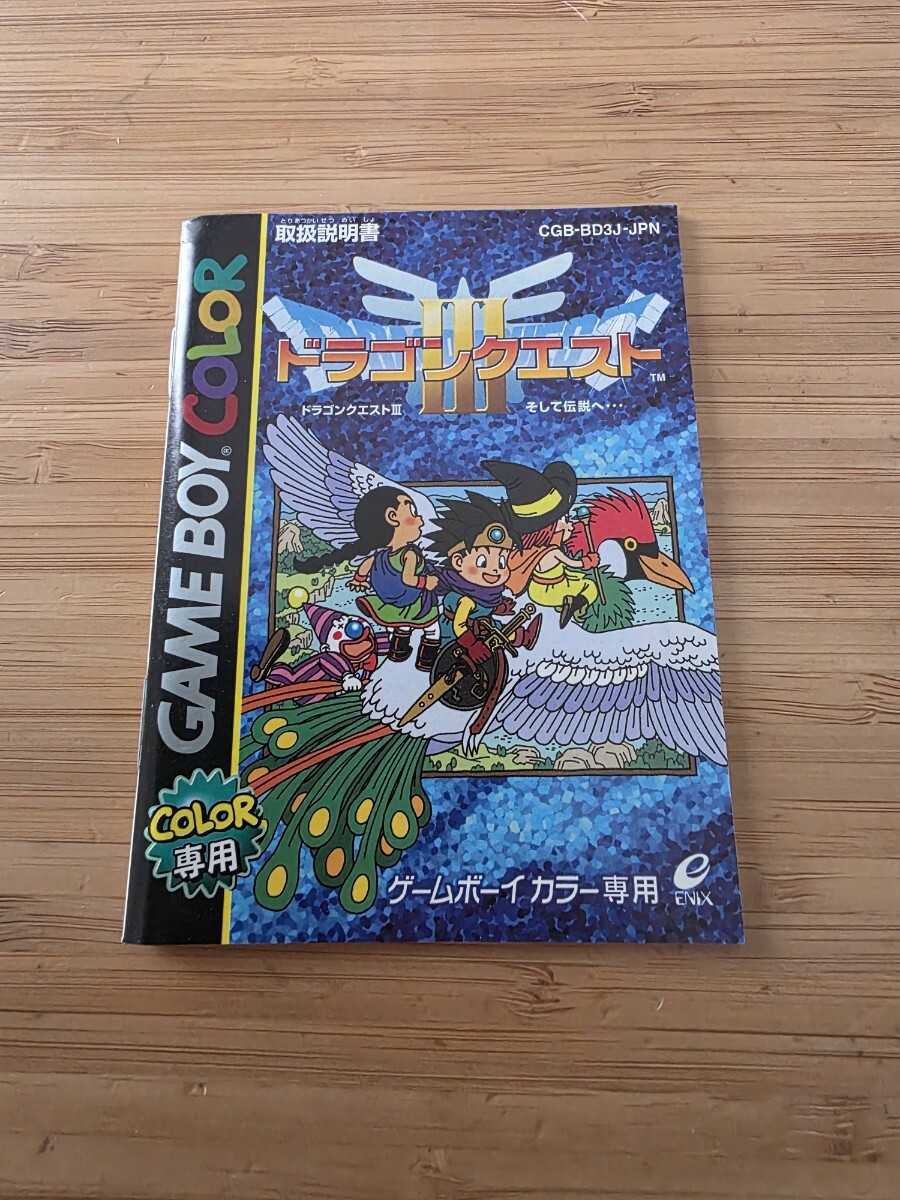 とりあつかいせつ めい しょ
取扱説明書
CGB-BD3J-JPN
III
ドラゴンクエスト
TM
ドラゴンクエストIII
そして伝説へ・・・
GAME BOY® COLOR
COLOR
専用
ゲームボーイカラー専用
ENIX